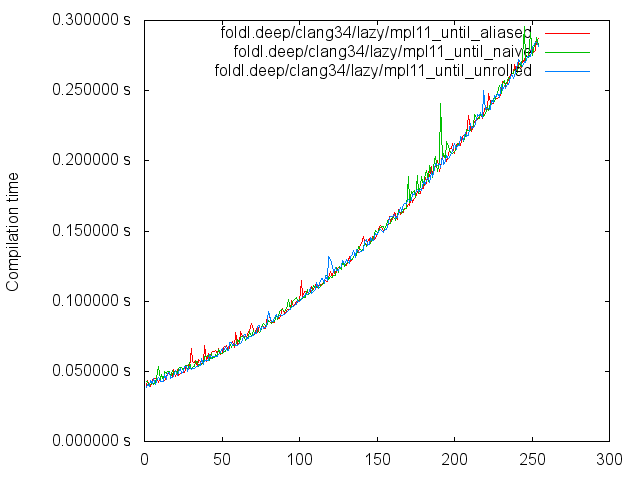 0.300000 s
0.250000 s
0.200000 s
0.150000 s
0.100000 s
0.050000 s
0.000000 s
Compilation time
foldl.deep/clang34/lazy/mpl11_until_aliased
foldl.deep/clang34/lazy/mpl11_until_naive
foldl.deep/clang34/lazy/mpl11_until_unrolled
0 50 100 150 200 250 300